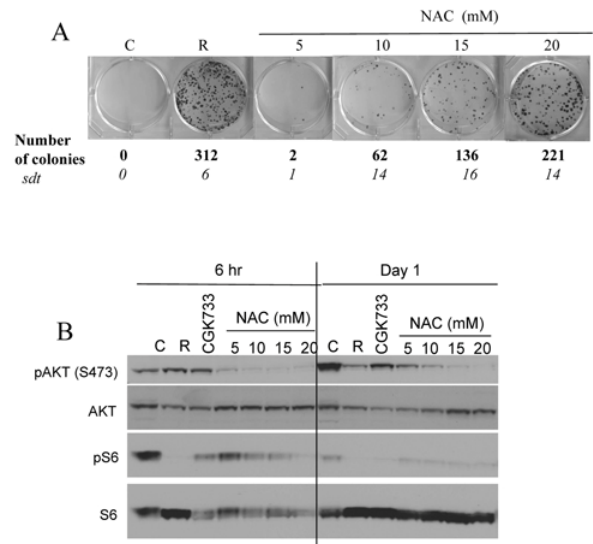 A
NAC (mM)
C R 5 10 15 20
Number
of colonies 0 312 2 62 136 221
sdt 0 6 1 14 16 14
6 hr Day 1
B
C R CGK733 NAC (mM) 5 10 15 20 C R CGK733 NAC (mM) 5 10 15 20
pAKT (S473)
AKT
pS6
S6